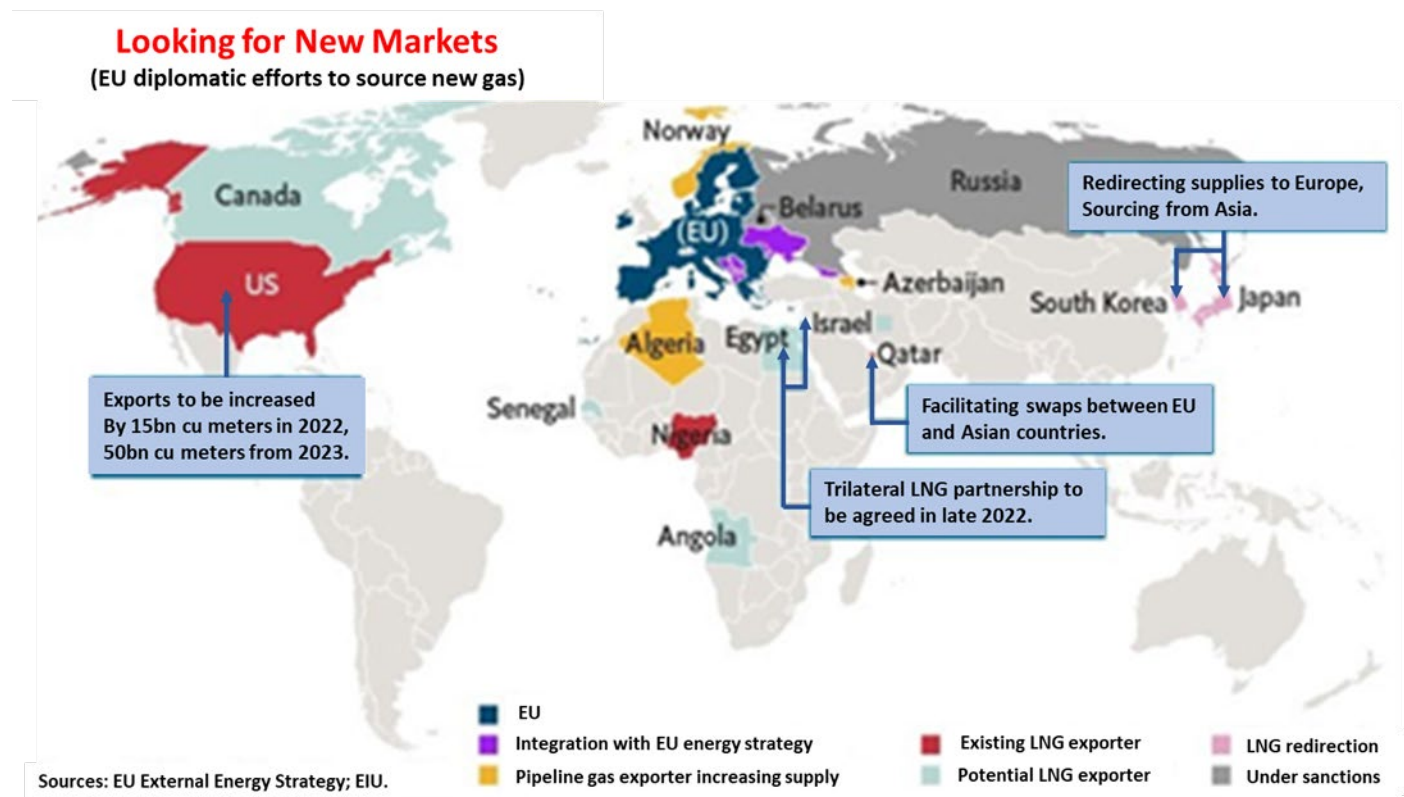 Looking for New Markets
(EU diplomatic efforts to source new gas)
Norway
Canada
Russia
Belarus
(EU)
US
Azerbaijan
South Korea
Japan
Algeria
Egypt
Israel
Qatar
Senegal
Nigeria
Angola
Redirecting supplies to Europe,
Sourcing from Asia.
Exports to be increased
By 15bn cu meters in 2022,
50bn cu meters from 2023.
Facilitating swaps between EU
and Asian countries.
Trilateral LNG partnership to
be agreed in late 2022.
EU
Integration with EU energy strategy
Pipeline gas exporter increasing supply
Existing LNG exporter
Potential LNG exporter
LNG redirection
Under sanctions
Sources: EU External Energy Strategy; EIU.